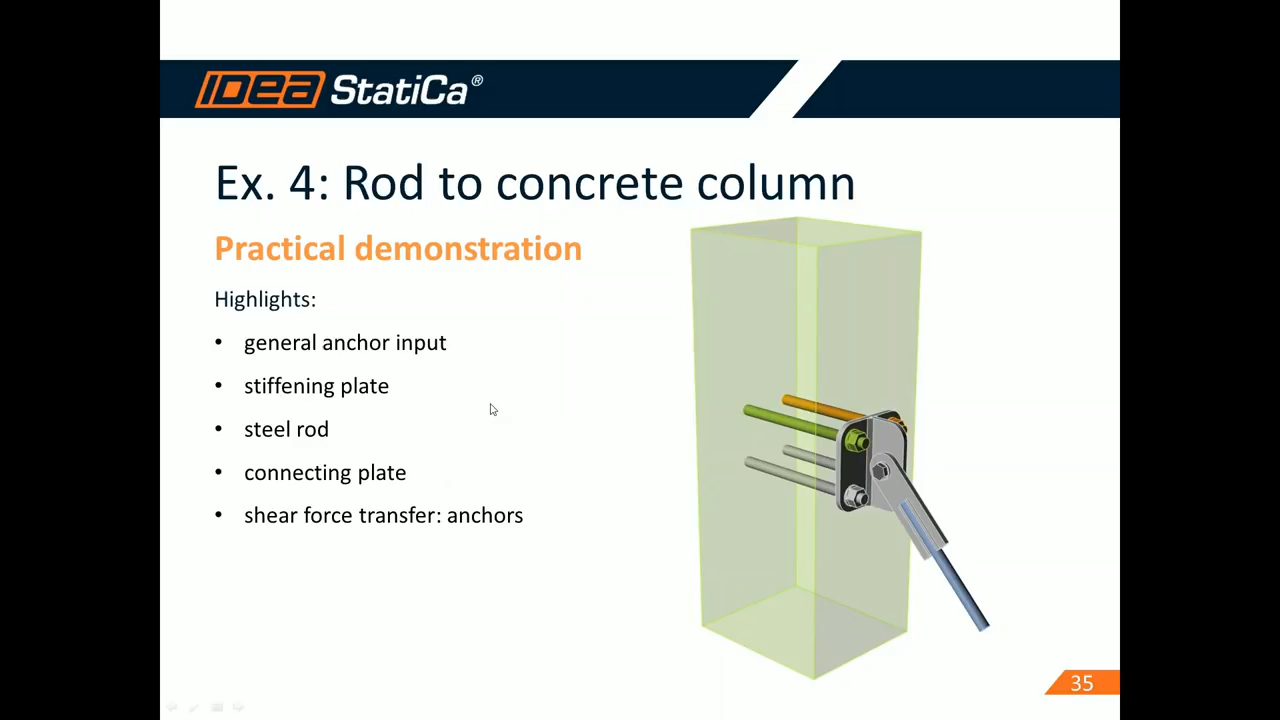 IDEA StatiCa®
Ex. 4: Rod to concrete column
Practical demonstration
Highlights:
• general anchor input
• stiffening plate
• steel rod
• connecting plate
• shear force transfer: anchors
35